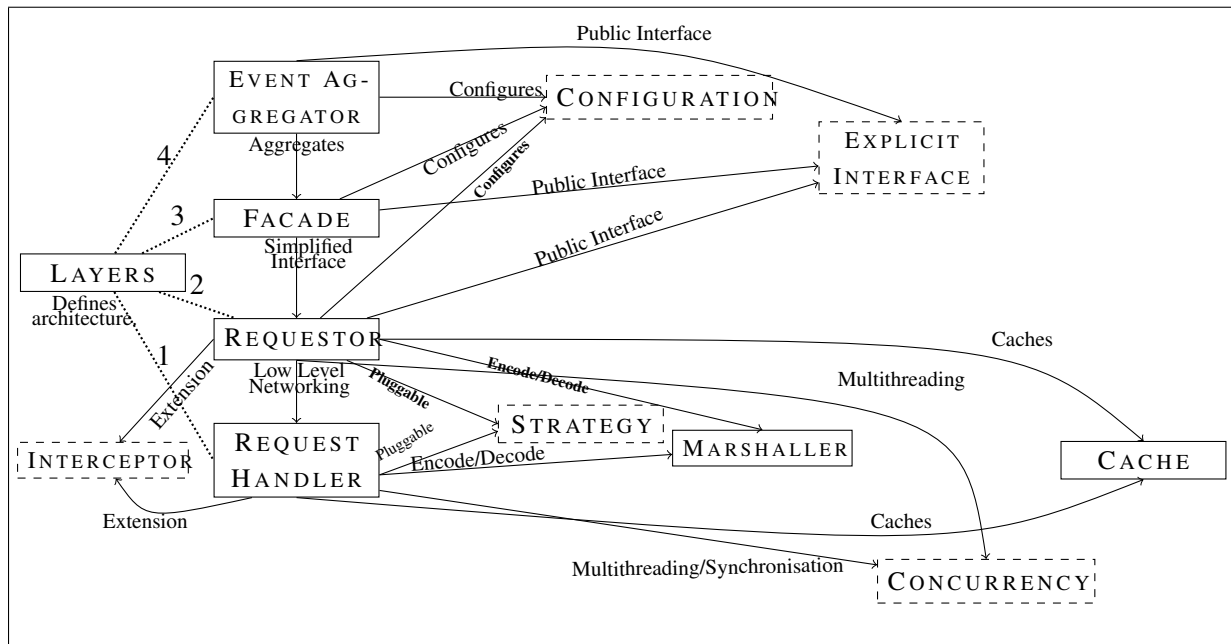 Public Interface
EVENT AG-
GREGATOR
Configures
CONFIGURATION
Aggregates
EXPLICIT
INTERFACE
4
Configures
Configures
Public Interface
3
FACADE
Simplified
Interface
Public Interface
LAYERS
Defines
architecture
2
REQUESTOR
Caches
1
Low Level
Networking
Extension
Pluggable
Encode/Decode
Multithreading
STRATEGY
REQUEST
HANDLER
Pluggable
Encode/Decode
MARSHALLER
INTERCEPTOR
CACHE
Extension
Caches
Multithreading/Synchronisation
CONCURRENCY